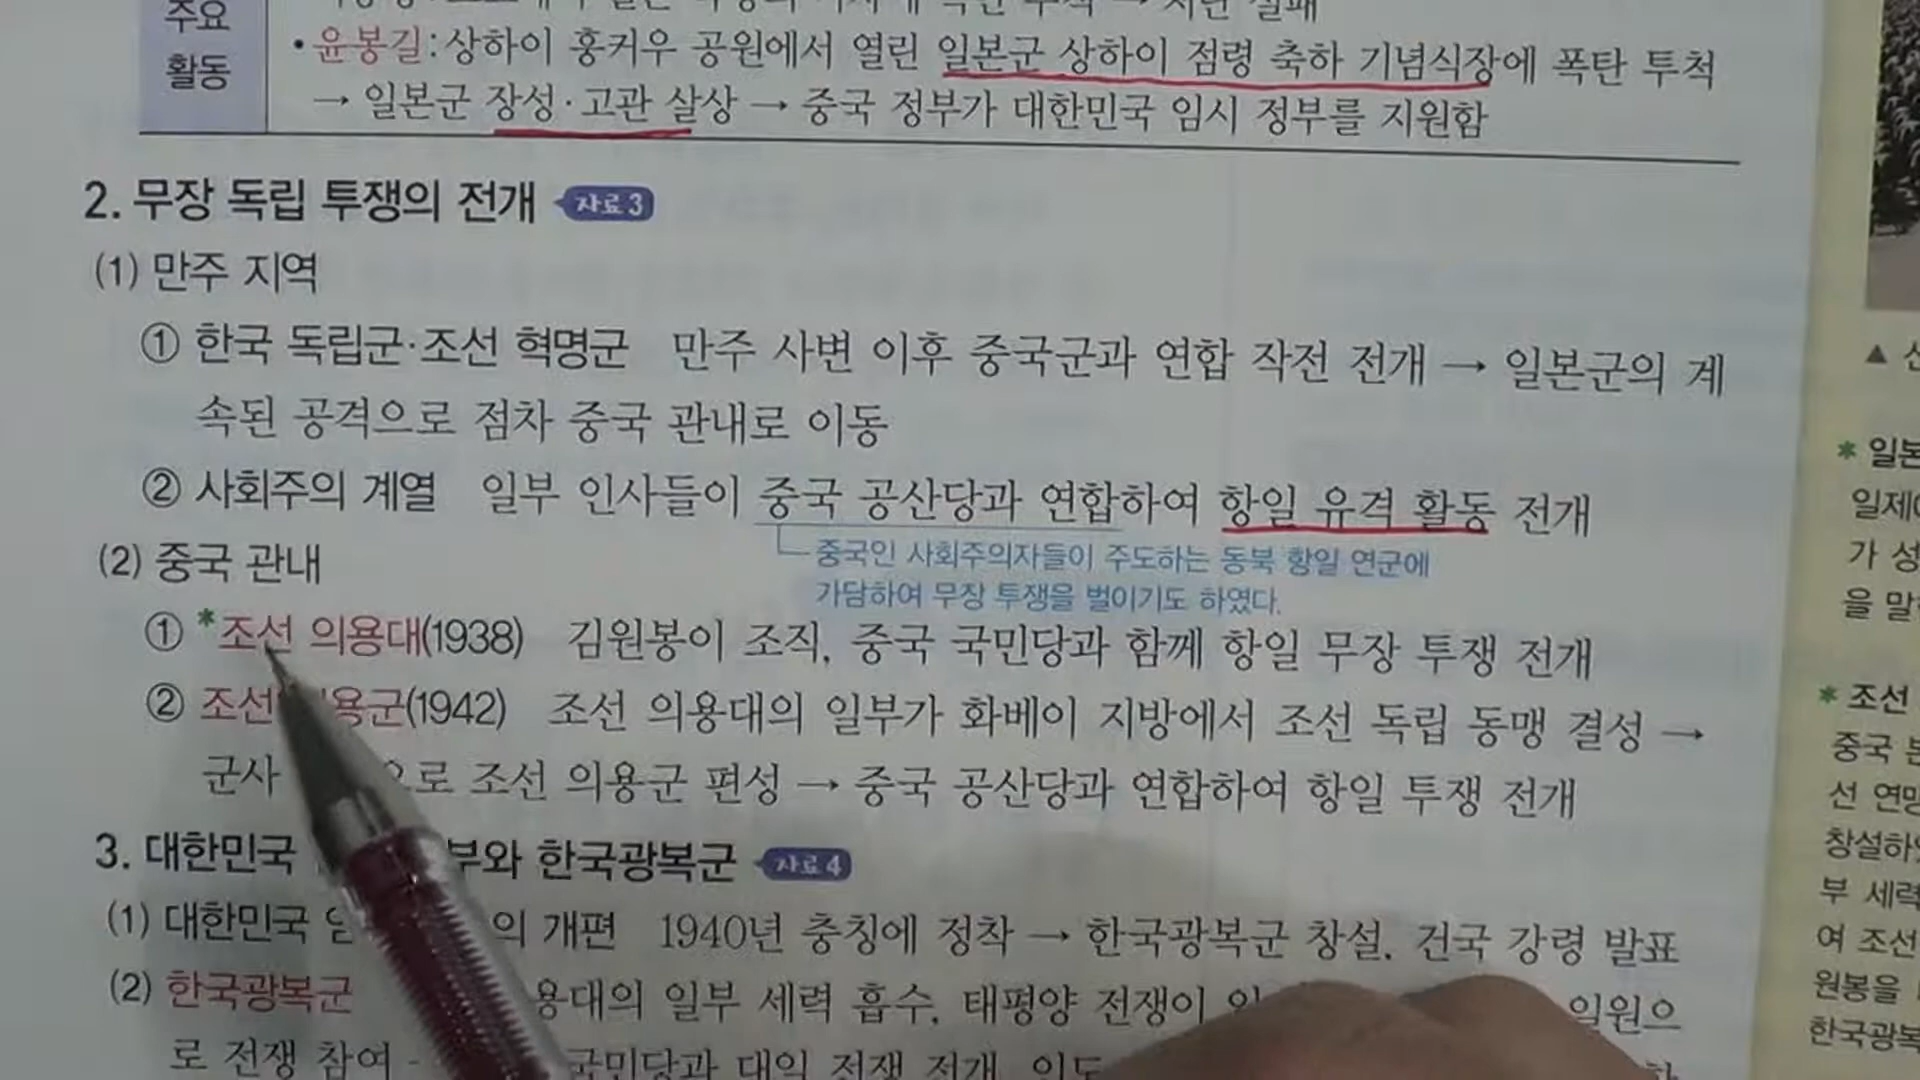 주요
활동
• 윤봉길: 상하이 훙커우 공원에서 열린 일본군 상하이 점령 축하 기념식장에 폭탄 투척
→ 일본군 장성·고관 살상 → 중국 정부가 대한민국 임시 정부를 지원함
2. 무장 독립 투쟁의 전개 자료3
(1) 만주 지역
① 한국 독립군·조선 혁명군 만주 사변 이후 중국군과 연합 작전 전개 → 일본군의 계
속된 공격으로 점차 중국 관내로 이동
② 사회주의 계열 일부 인사들이 중국 공산당과 연합하여 항일 유격 활동 전개
중국인 사회주의자들이 주도하는 동북 항일 연군에
가담하여 무장 투쟁을 벌이기도 하였다.
(2) 중국 관내
① *조선 의용대(1938) 김원봉이 조직, 중국 국민당과 함께 항일 무장 투쟁 전개
② 조선 용군(1942) 조선 의용대의 일부가 화베이 지방에서 조선 독립 동맹 결성 →
군사 으로 조선 의용군 편성 → 중국 공산당과 연합하여 항일 투쟁 전개
3. 대한민국 부와 한국광복군 자료4
(1) 대한민국 의 개편 1940년 충칭에 정착 → 한국광복군 창설, 건국 강령 발표
(2) 한국광복군 용대의 일부 세력 흡수, 태평양 전쟁이
로 전쟁 참여 국민당과 대일 전쟁 전개
* 일본
일제
가 성
을 말
* 조선
중국
선 연맹
창설하
부 세력
여 조선
원봉을
한국광복